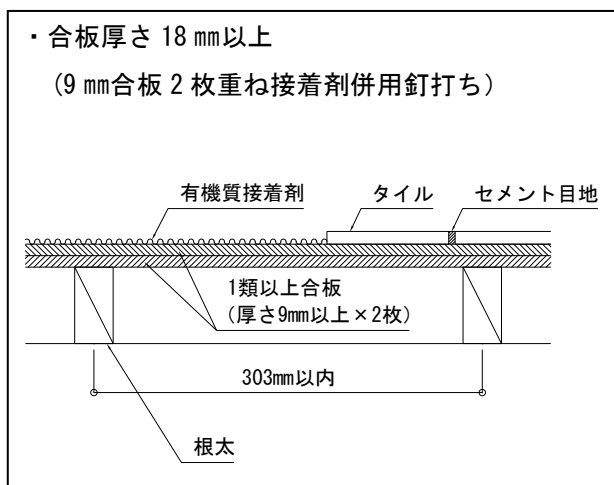 ・合板厚さ 18 ㎜以上
(9 ㎜合板 2 枚重ね接着剤併用釘打ち)
有機質接着剤
タイル
セメント目地
1類以上合板
(厚さ9mm以上×2枚)
303mm以内
根太